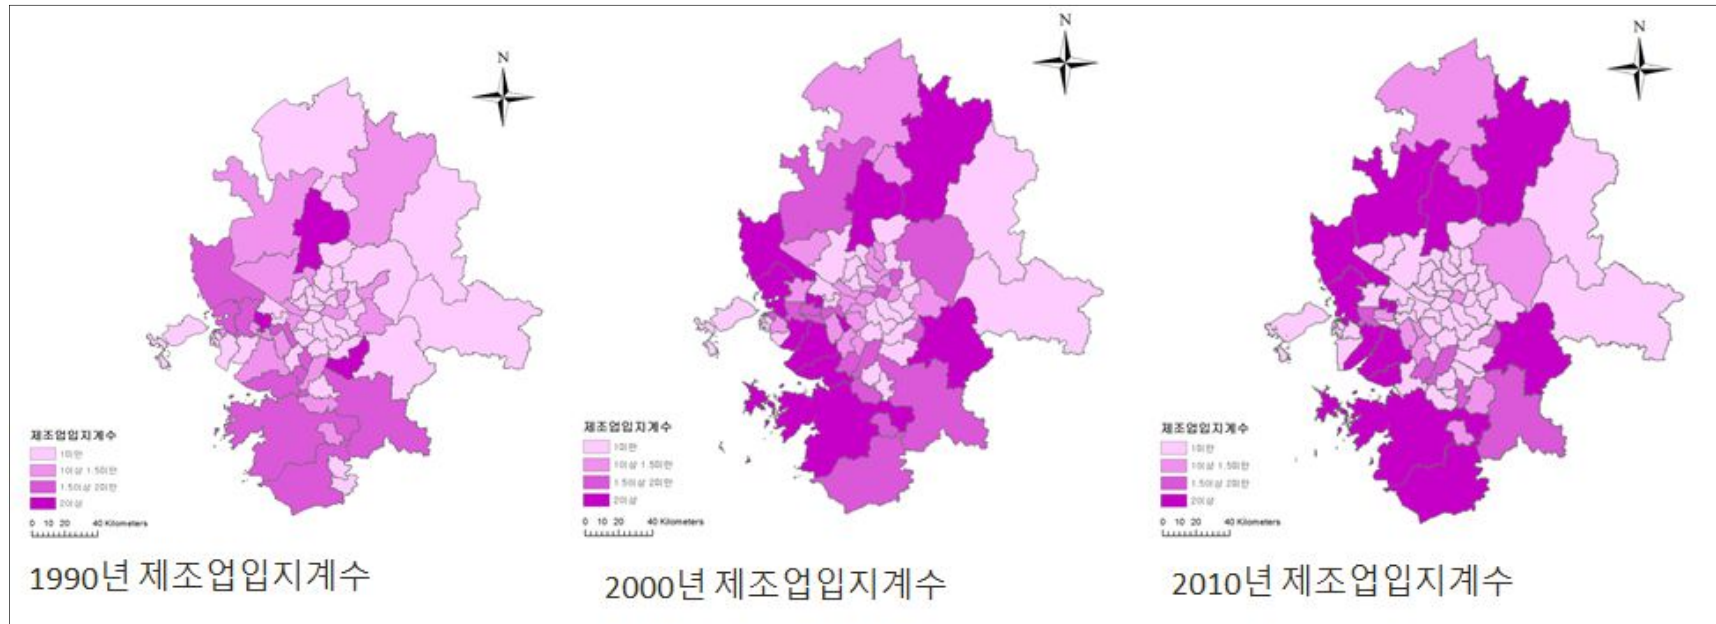 N
제조업입지계수
1미만
1이상 1.5미만
1.5이상 2미만
2이상
0 10 20 40 Kilometers
1990년 제조업입지계수
N
제조업입지계수
1미만
1이상 1.5미만
1.5이상 2미만
2이상
0 10 20 40 Kilometers
2000년 제조업입지계수
N
제조업입지계수
1미만
1이상 1.5미만
1.5이상 2미만
2이상
0 10 20 40 Kilometers
2010년 제조업입지계수